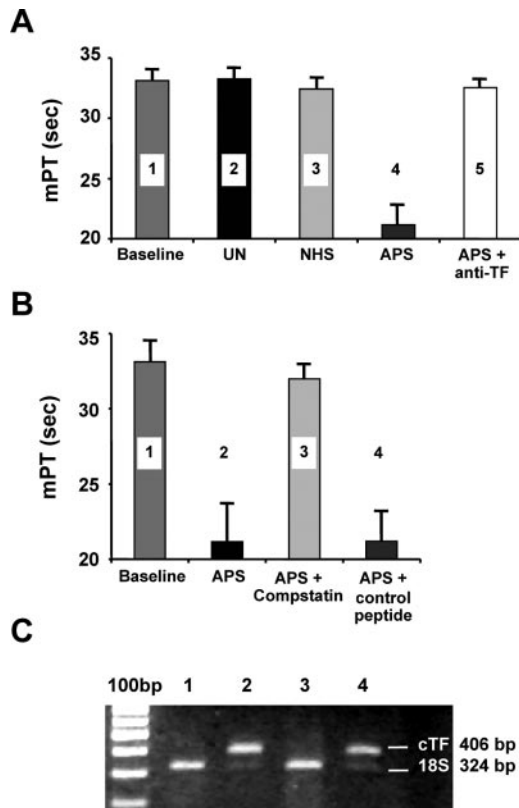 A
mPT (sec)
35
30
25
20
1
2
3
4
5
Baseline
UN
NHS
APS
APS +
anti-TF
B
mPT (sec)
35
30
25
20
1
2
3
4
Baseline
APS
APS +
Compstatin
APS +
control
peptide
C
100bp 1 2 3 4
cTF 406 bp
18S 324 bp